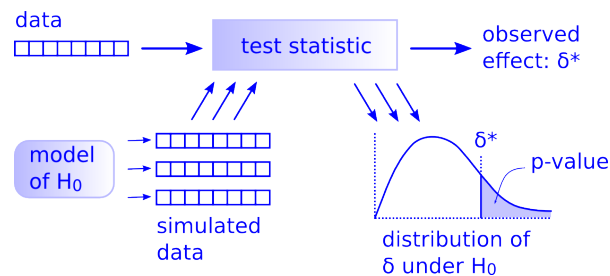 data
test statistic
observed
effect: δ*
model
of H₀
simulated
data
δ*
p-value
distribution of
δ under H₀